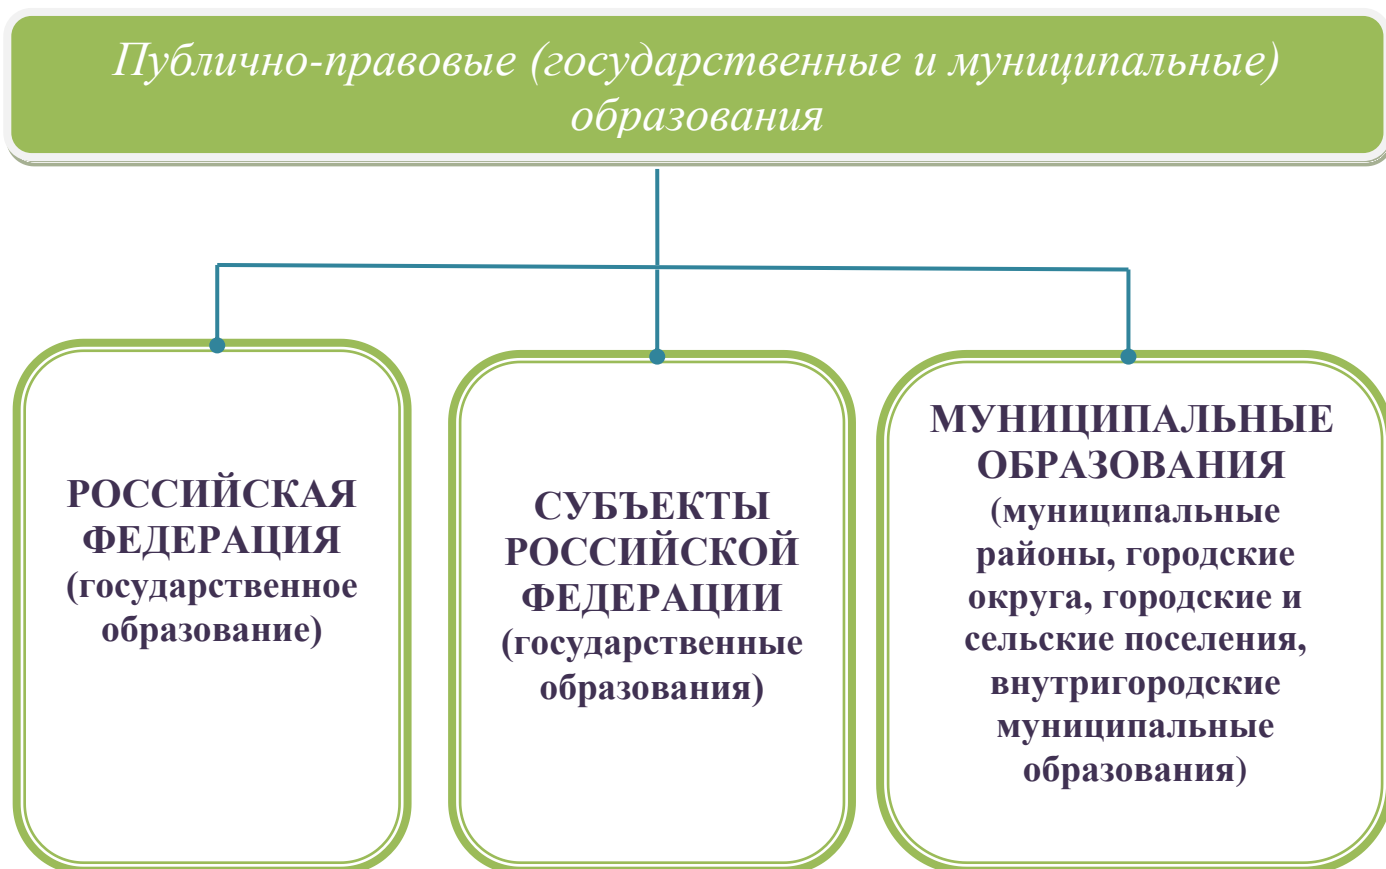 Публично-правовые (государственные и муниципальные)
образования
РОССИЙСКАЯ
ФЕДЕРАЦИЯ
(государственное
образование)
СУБЪЕКТЫ
РОССИЙСКОЙ
ФЕДЕРАЦИИ
(государственные
образования)
МУНИЦИПАЛЬНЫЕ
ОБРАЗОВАНИЯ
(муниципальные
районы, городские
округа, городские и
сельские поселения,
внутригородские
муниципальные
образования)